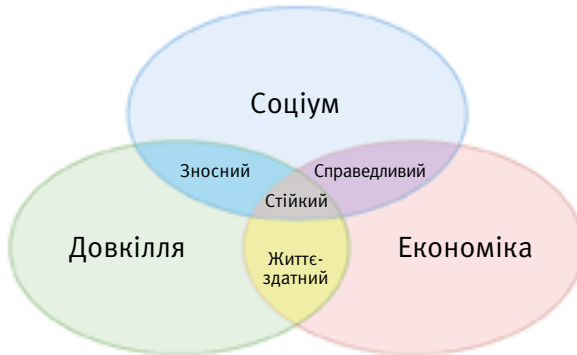 Соціум
Зносний
Справедливий
Стійкий
Довкілля
Економіка
Життє-
здатний